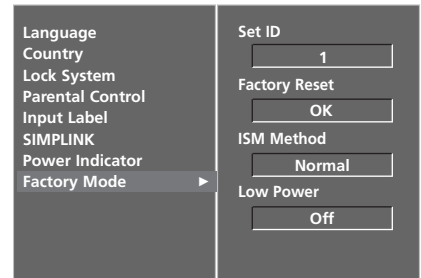 Language
Country
Lock System
Parental Control
Input Label
SIMPLINK
Power Indicator
Factory Mode ►
Set ID
1
Factory Reset
OK
ISM Method
Normal
Low Power
Off